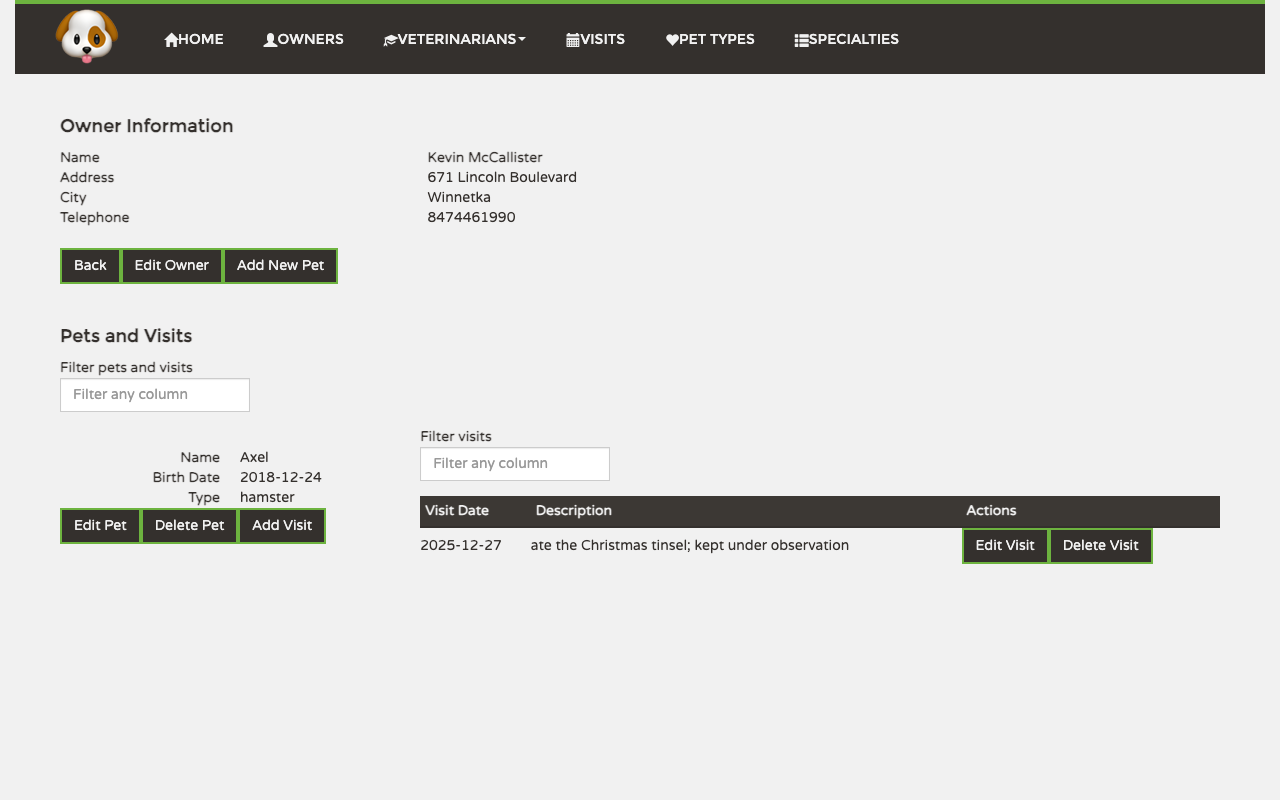 HOME OWNERS VETERINARIANS VISITS PET TYPES SPECIALTIES
Owner Information
Name Kevin McCallister
Address 671 Lincoln Boulevard
City Winnetka
Telephone 8474461990
Back Edit Owner Add New Pet
Pets and Visits
Filter pets and visits
Filter any column
Name Axel
Birth Date 2018-12-24
Type hamster
Edit Pet Delete Pet Add Visit
Filter visits
Filter any column
Visit Date Description Actions
2025-12-27 ate the Christmas tinsel; kept under observation Edit Visit Delete Visit